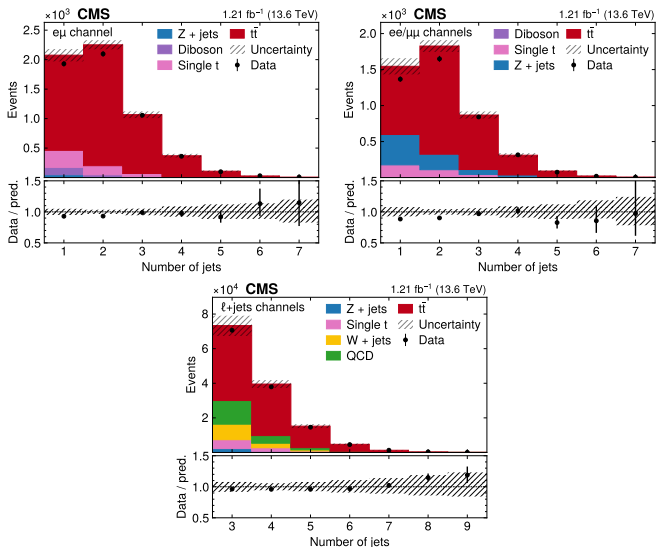 ×10³ CMS 1.21 fb⁻¹ (13.6 TeV)
eμ channel
Z + jets
tt̄
Diboson
Uncertainty
Single t
Data
Events
2.5
2.0
1.5
1.0
0.5
Data / pred.
1.5
1.0
0.5
1 2 3 4 5 6 7
Number of jets
×10³ CMS 1.21 fb⁻¹ (13.6 TeV)
ee/μμ channels
Diboson
tt̄
Single t
Uncertainty
Z + jets
Data
Events
2.0
1.5
1.0
0.5
Data / pred.
1.5
1.0
0.5
1 2 3 4 5 6 7
Number of jets
×10⁴ CMS 1.21 fb⁻¹ (13.6 TeV)
ℓ+jets channels
Z + jets
tt̄
Single t
Uncertainty
W + jets
Data
QCD
Events
8
6
4
2
Data / pred.
1.5
1.0
0.5
3 4 5 6 7 8 9
Number of jets